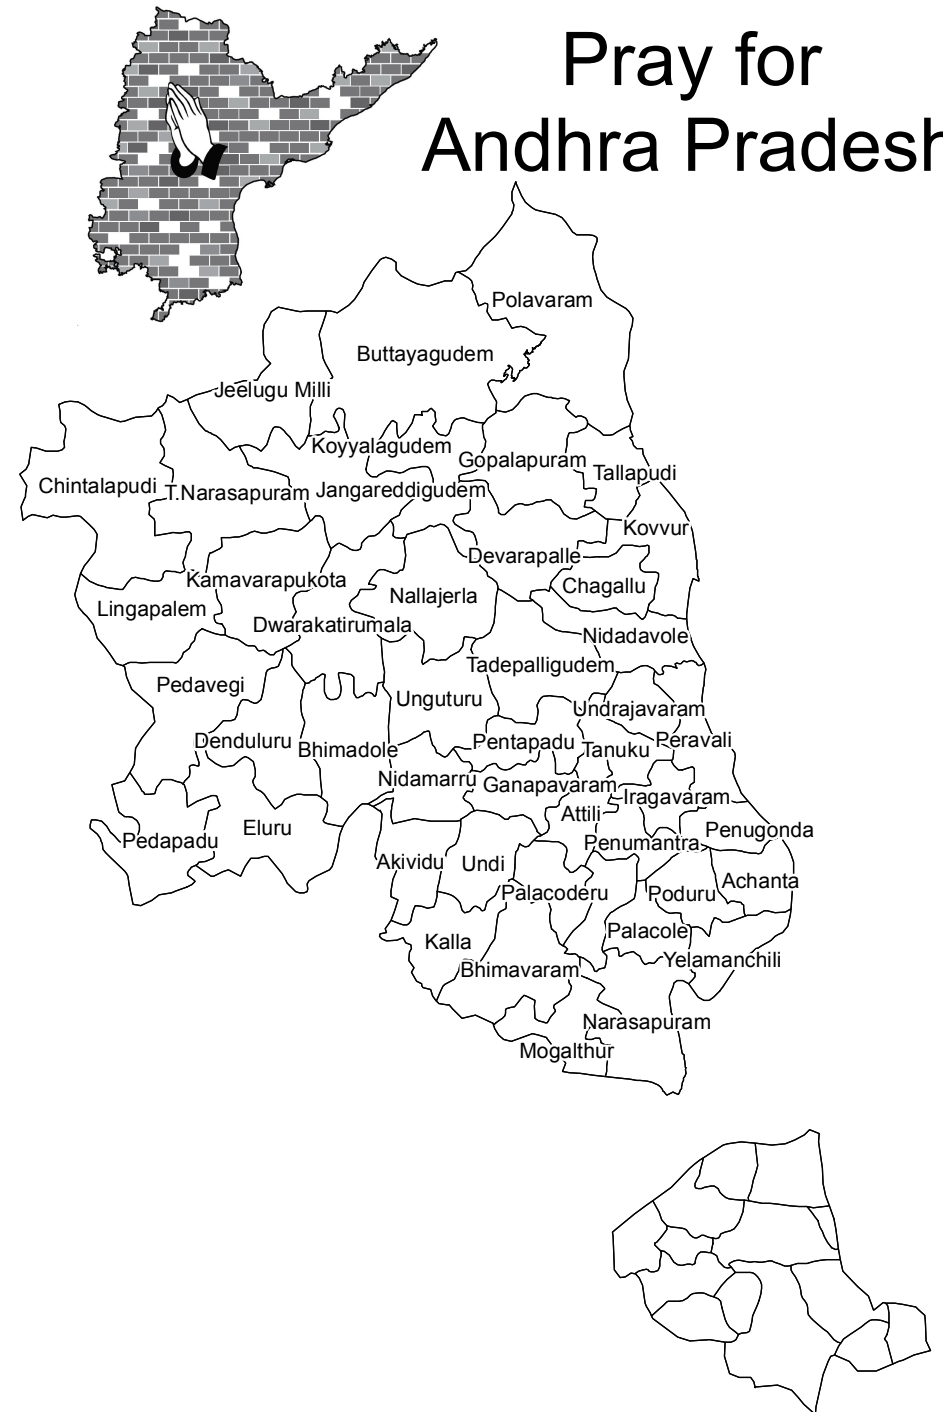 Pray for
Andhra Pradesh
Polavaram
Buttayagudem
Jeelugu Milli
Koyyalagudem
Gopalapuram
Tallapudi
Chintalapudi
T.Narasapuram
Jangareddigudem
Kovvur
Devarapalle
Kamavarapukota
Chagallu
Nallajerla
Lingapalem
Dwarakatirumala
Nidadavole
Tadepalligudem
Pedavegi
Unguturu
Undrajavaram
Denduluru
Bhimadole
Pentapadu
Tanuku
Peravali
Nidamarru
Ganapavaram
Iragavaram
Attili
Eluru
Pedapadu
Penumantra
Penugonda
Akividu
Undi
Achanta
Palacoderu
Poduru
Palacole
Kalla
Yelamanchili
Bhimavaram
Narasapuram
Mogalthur